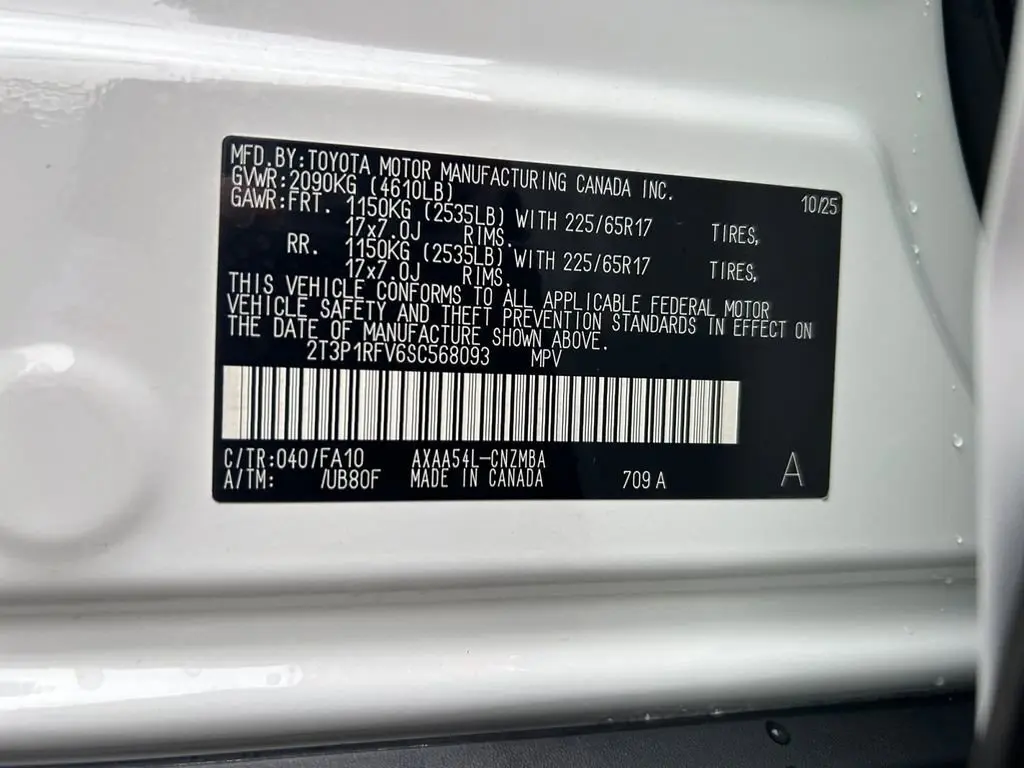 MFD.BY:TOYOTA MOTOR MANUFACTURING CANADA INC.
GVWR:2090KG (4610LB) 10/25
GAWR:FRT. 1150KG (2535LB) WITH 225/65R17 TIRES,
17x7.0J RIMS.
RR. 1150KG (2535LB) WITH 225/65R17 TIRES,
17x7.0J RIMS.
THIS VEHICLE CONFORMS TO ALL APPLICABLE FEDERAL MOTOR
VEHICLE SAFETY AND THEFT PREVENTION STANDARDS IN EFFECT ON
THE DATE OF MANUFACTURE SHOWN ABOVE.
2T3P1RFV6SC568093 MPV
C/TR:040/FA10 AXAA54L-CNZMBA
A/TM: /UB80F MADE IN CANADA 709 A A